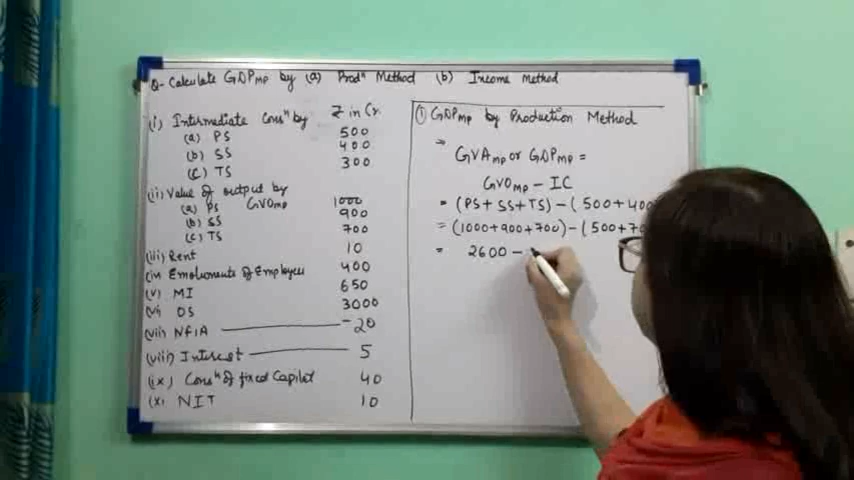 Q- Calculate GDPMP by (a) Prodⁿ Method (b) Income Method
₹ in Cr.
(i) Intermediate Consⁿ by
(a) PS 500
(b) SS 400
(c) TS 300
(ii) Value of output by
(a) PS GVOMP 1000
(b) SS 900
(c) TS 700
(iii) Rent 10
(iv) Emoluments of Employees 400
(v) MI 650
(vi) OS 3000
(vii) NFIA -20
(viii) Interest 5
(ix) Consⁿ of fixed Capital 40
(x) NIT 10
① GDPMP by Production Method
⇒ GVAMP or GDPMP =
GVOMP - IC
= (PS + SS + TS) - (500 + 400
= (1000+900+700) - (500+
= 2600 -